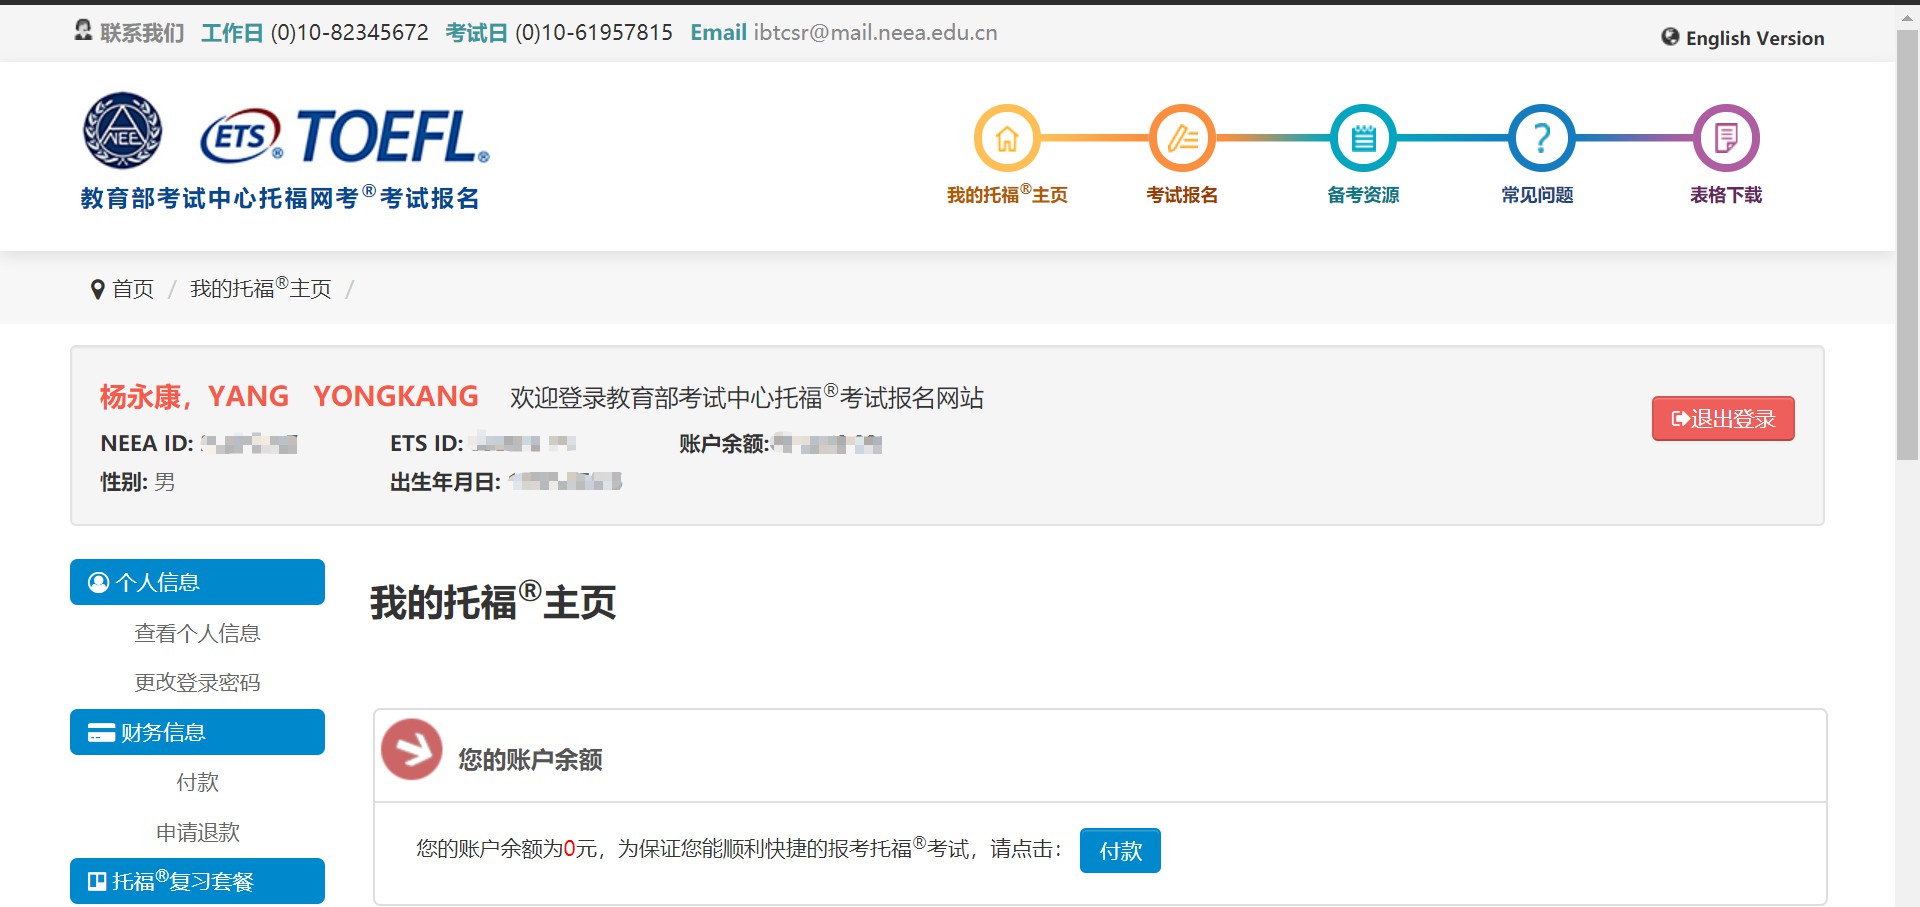 联系我们 工作日 (0)10-82345672 考试日 (0)10-61957815 Email ibtcsr@mail.neea.edu.cn
English Version
NEE
ETS® TOEFL®
教育部考试中心托福网考®考试报名
我的托福®主页 考试报名 备考资源 常见问题 表格下载
首页 / 我的托福®主页 /
杨永康，YANG YONGKANG 欢迎登录教育部考试中心托福®考试报名网站
退出登录
NEEA ID: ETS ID: 账户余额:
性别: 男 出生年月日:
个人信息
查看个人信息
更改登录密码
财务信息
付款
申请退款
托福®复习套餐
我的托福®主页
您的账户余额
您的账户余额为0元，为保证您能顺利快捷的报考托福®考试，请点击： 付款